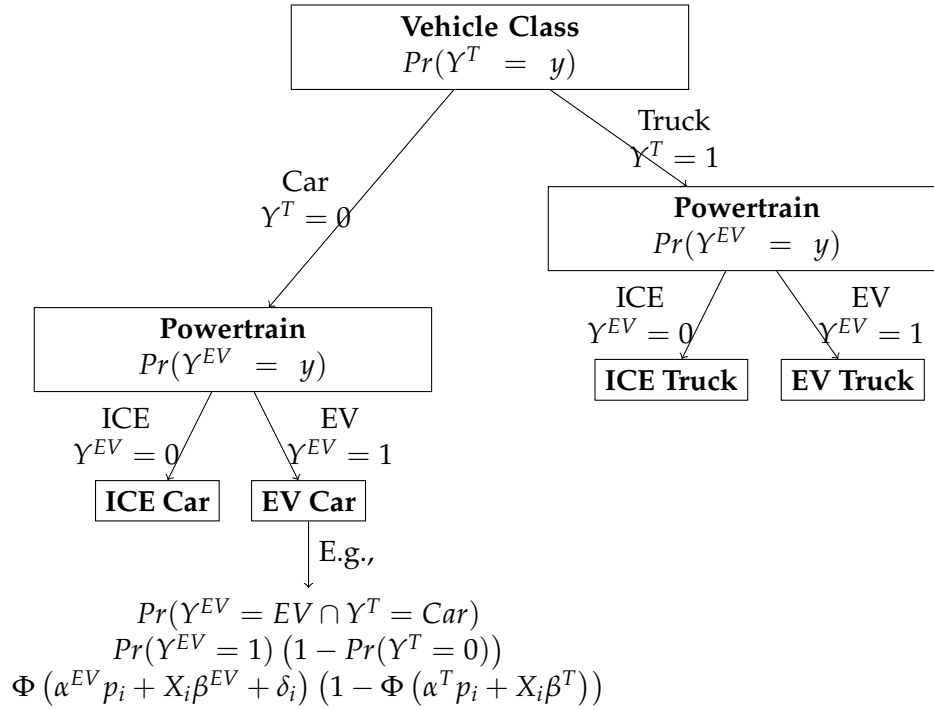 Vehicle Class
Pr(Y^T = y)
Truck
Y^T = 1
Car
Y^T = 0
Powertrain
Pr(Y^{EV} = y)
ICE
Y^{EV} = 0
EV
Y^{EV} = 1
ICE Truck
EV Truck
Powertrain
Pr(Y^{EV} = y)
ICE
Y^{EV} = 0
EV
Y^{EV} = 1
ICE Car
EV Car
E.g.,
Pr(Y^{EV} = EV ∩ Y^T = Car)
Pr(Y^{EV} = 1) (1 − Pr(Y^T = 0))
Φ (α^{EV} p_i + X_i β^{EV} + δ_i) (1 − Φ (α^T p_i + X_i β^T))